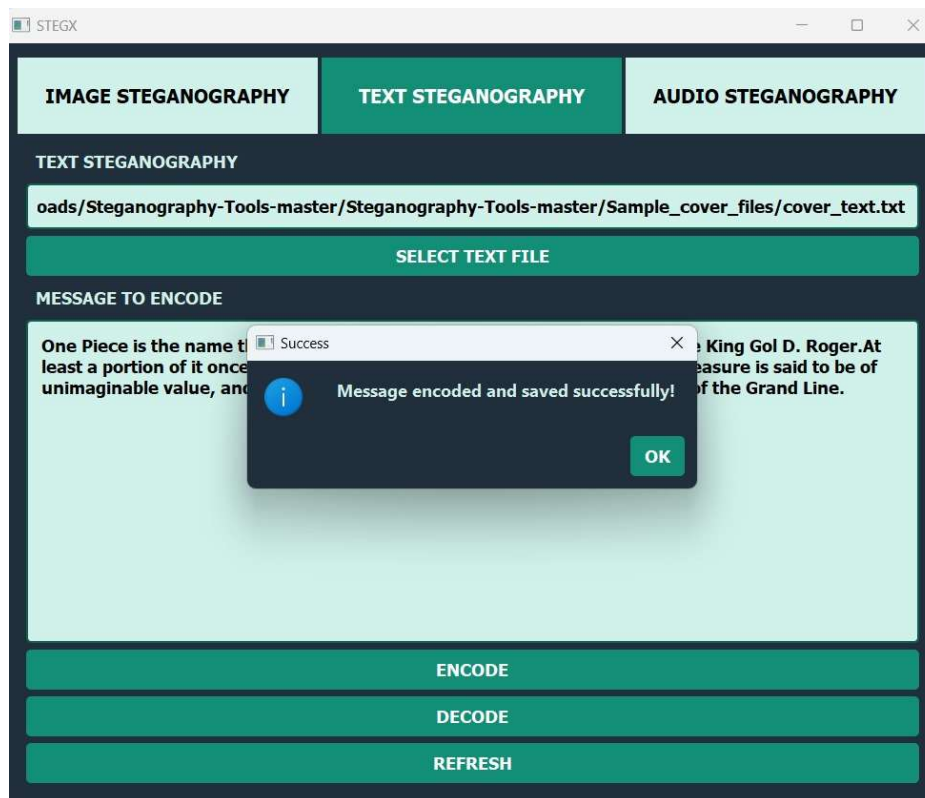 STEGX
IMAGE STEGANOGRAPHY
TEXT STEGANOGRAPHY
AUDIO STEGANOGRAPHY
TEXT STEGANOGRAPHY
oads/Steganography-Tools-master/Steganography-Tools-master/Sample_cover_files/cover_text.txt
SELECT TEXT FILE
MESSAGE TO ENCODE
One Piece is the name King Gol D. Roger.At
least a portion of it once is said to be of
unimaginable value, of the Grand Line.
Success
Message encoded and saved successfully!
OK
ENCODE
DECODE
REFRESH